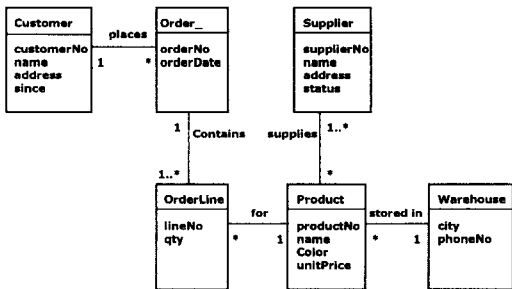 Customer
customerNo
name
address
since
places
1 *
Order_
orderNo
orderDate
Supplier
supplierNo
name
address
status
1
Contains
1..*
1..*
supplies
*
OrderLine
lineNo
qty
for
* 1
Product
productNo
name
Color
unitPrice
stored in
* 1
Warehouse
city
phoneNo